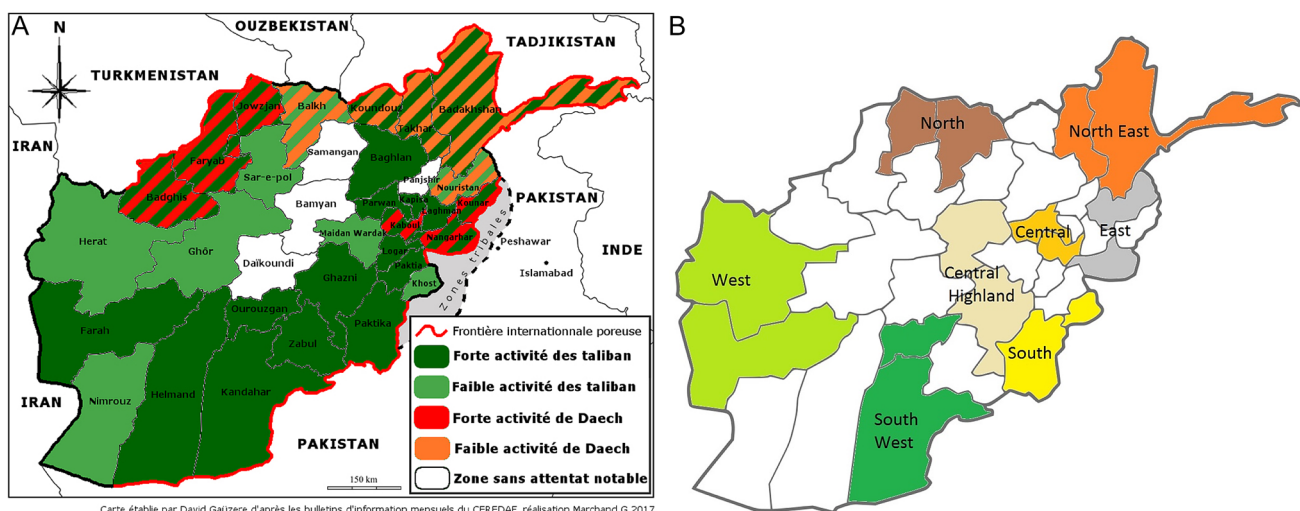 A
B
N
OUZBEKISTAN
TADJIKISTAN
TURKMENISTAN
IRAN
Jowzjan
Balkh
Koundouz
Badakhshan
Takhar
Faryab
Samangan
Baghlan
Sar-e-pol
Panjshir
Nouristan
PAKISTAN
Badghis
Bamyan
Parwan
Kapisa
Kounar
Laghman
Kaboul
Maidan Wardak
Nangarhar
Herat
Ghôr
Daïkoundi
Logar
Paktia
Khost
Zones tribales
Peshawar
Islamabad
INDE
Ghazni
Ourouzgan
Paktika
Farah
Zabul
Nimrouz
Helmand
Kandahar
IRAN
PAKISTAN
150 km
Frontière internationnale poreuse
Forte activité des taliban
Faible activité des taliban
Forte activité de Daech
Faible activité de Daech
Zone sans attentat notable
Carte établie par David Gaüzere d'après les bulletins d'information mensuels du CEREDAF, réalisation Marchand G 2017
North
North East
Central
East
West
Central
Highland
South
South
West